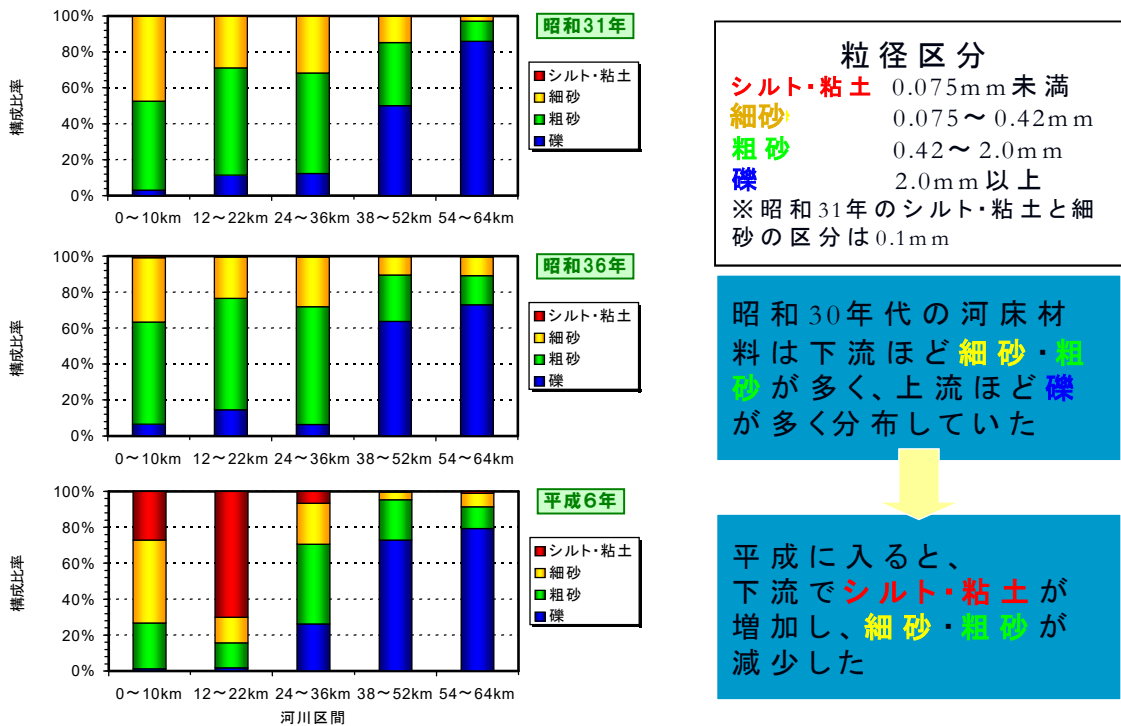 昭和31年
構成比率
100%
80%
60%
40%
20%
0%
0～10km 12～22km 24～36km 38～52km 54～64km
シルト・粘土
細砂
粗砂
礫
昭和36年
構成比率
100%
80%
60%
40%
20%
0%
0～10km 12～22km 24～36km 38～52km 54～64km
シルト・粘土
細砂
粗砂
礫
平成6年
構成比率
100%
80%
60%
40%
20%
0%
0～10km 12～22km 24～36km 38～52km 54～64km
河川区間
シルト・粘土
細砂
粗砂
礫
粒径区分
シルト・粘土 0.075mm未満
細砂 0.075～0.42mm
粗砂 0.42～2.0mm
礫 2.0mm以上
※昭和31年のシルト・粘土と細
砂の区分は0.1mm
昭和30年代の河床材
料は下流ほど細砂・粗
砂が多く、上流ほど礫
が多く分布していた
平成に入ると、
下流でシルト・粘土が
増加し、細砂・粗砂が
減少した